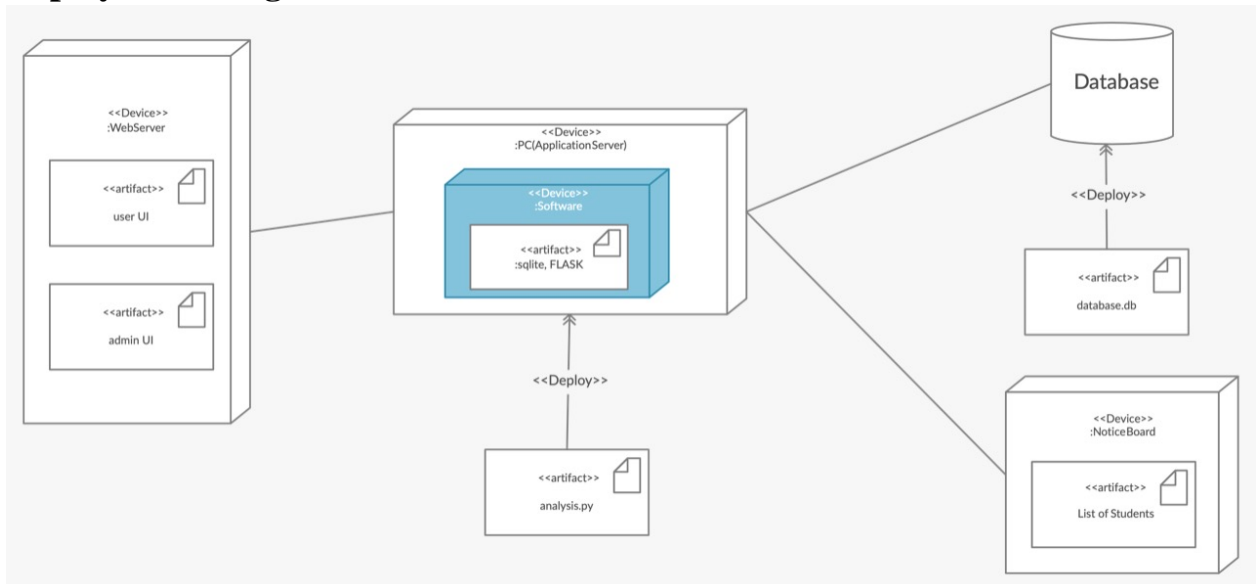 <<Device>>
:WebServer
<<artifact>>
user UI
<<artifact>>
admin UI
<<Device>>
:PC(ApplicationServer)
<<Device>>
:Software
<<artifact>>
:sqlite, FLASK
<<Deploy>>
<<artifact>>
analysis.py
Database
<<Deploy>>
<<artifact>>
database.db
<<Device>>
:NoticeBoard
<<artifact>>
List of Students